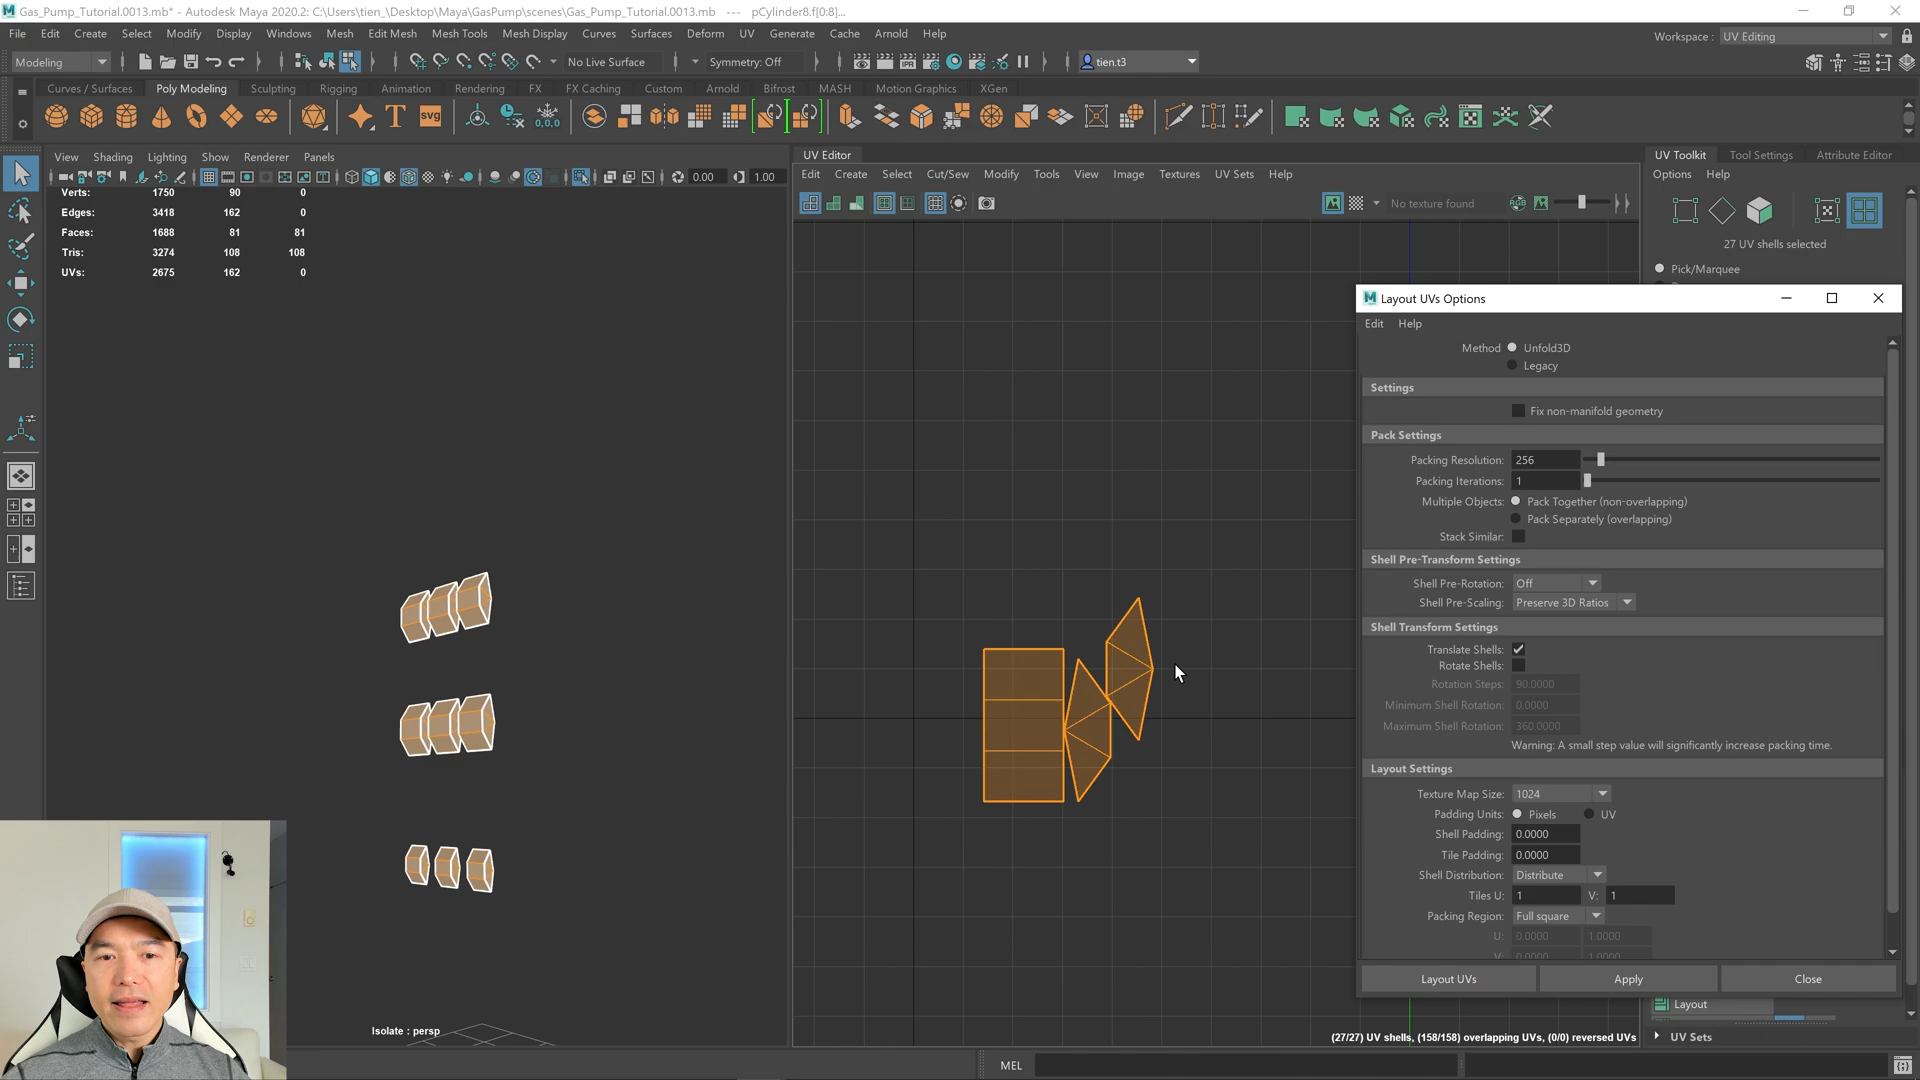 Gas_Pump_Tutorial.0013.mb* - Autodesk Maya 2020.2: C:\Users\tien_\Desktop\Maya\GasPump\scenes\Gas_Pump_Tutorial.0013.mb   ---   pCylinder8.f[0:8]...
File Edit Create Select Modify Display Windows Mesh Edit Mesh Mesh Tools Mesh Display Curves Surfaces Deform UV Generate Cache Arnold Help
Workspace : UV Editing
Modeling
No Live Surface
Symmetry: Off
tien.t3
Curves / Surfaces Poly Modeling Sculpting Rigging Animation Rendering FX FX Caching Custom Arnold Bifrost MASH Motion Graphics XGen
T svg 0,0,0
View Shading Lighting Show Renderer Panels
0.00 1.00
Verts: 1750 90 0
Edges: 3418 162 0
Faces: 1688 81 81
Tris: 3274 108 108
UVs: 2675 162 0
Isolate : persp
UV Editor
Edit Create Select Cut/Sew Modify Tools View Image Textures UV Sets Help
No texture found
RGB
(27/27) UV shells, (158/158) overlapping UVs, (0/0) reversed UVs
UV Toolkit Tool Settings Attribute Editor
Options Help
27 UV shells selected
Pick/Marquee
Layout UVs Options
Edit Help
Method Unfold3D
Legacy
Settings
Fix non-manifold geometry
Pack Settings
Packing Resolution: 256
Packing Iterations: 1
Multiple Objects: Pack Together (non-overlapping)
Pack Separately (overlapping)
Stack Similar:
Shell Pre-Transform Settings
Shell Pre-Rotation: Off
Shell Pre-Scaling: Preserve 3D Ratios
Shell Transform Settings
Translate Shells:
Rotate Shells:
Rotation Steps: 90.0000
Minimum Shell Rotation: 0.0000
Maximum Shell Rotation: 360.0000
Warning: A small step value will significantly increase packing time.
Layout Settings
Texture Map Size: 1024
Padding Units: Pixels UV
Shell Padding: 0.0000
Tile Padding: 0.0000
Shell Distribution: Distribute
Tiles U: 1 V: 1
Packing Region: Full square
U: 0.0000 1.0000
V: 0.0000 1.0000
Layout UVs Apply Close
Layout
UV Sets
MEL